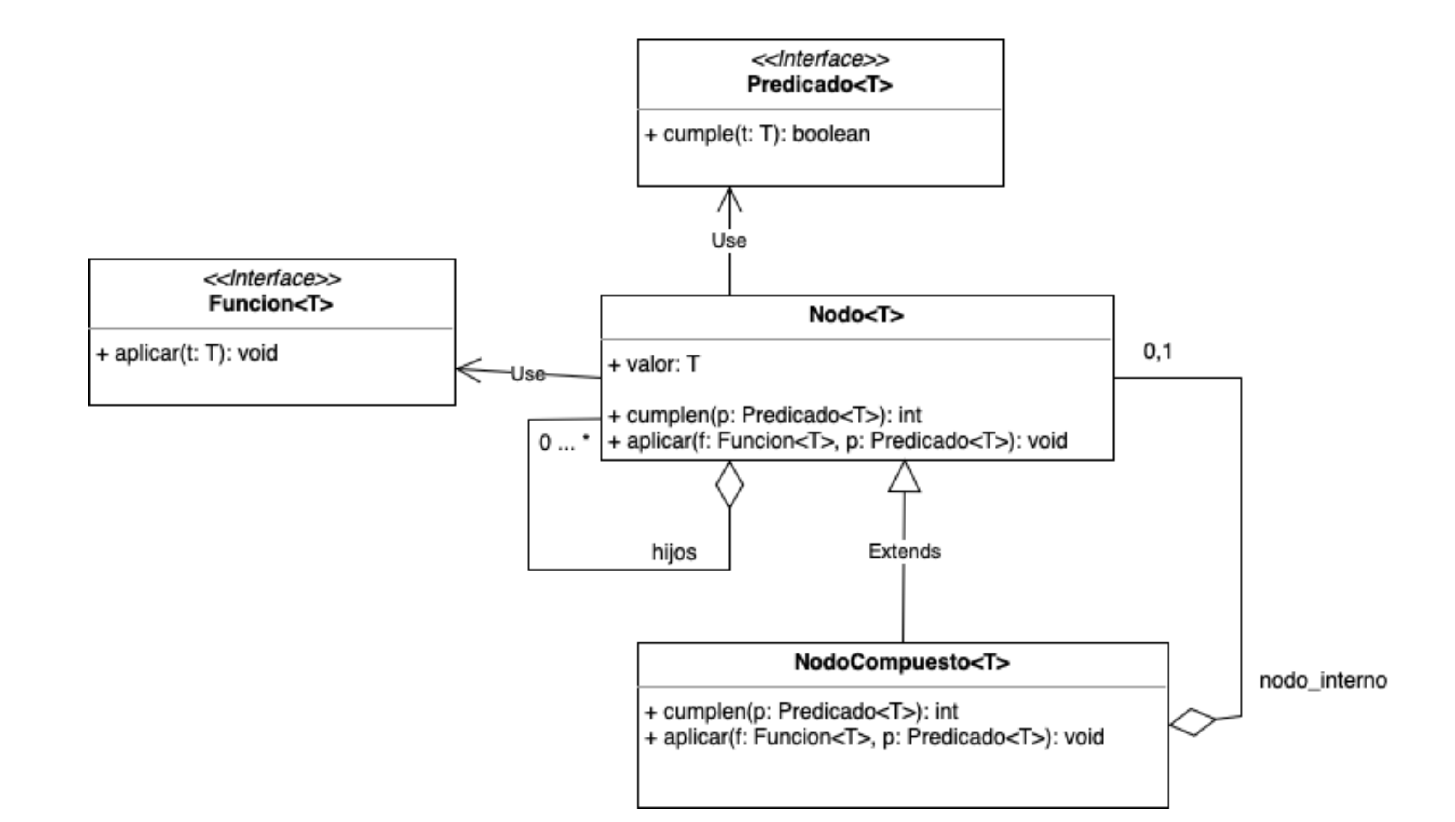 <<Interface>>
Predicado<T>
+ cumple(t: T): boolean
Use
<<Interface>>
Funcion<T>
+ aplicar(t: T): void
Use
Nodo<T>
+ valor: T
+ cumplen(p: Predicado<T>): int
+ aplicar(f: Funcion<T>, p: Predicado<T>): void
0,1
0 ... *
hijos
Extends
NodoCompuesto<T>
+ cumplen(p: Predicado<T>): int
+ aplicar(f: Funcion<T>, p: Predicado<T>): void
nodo_interno